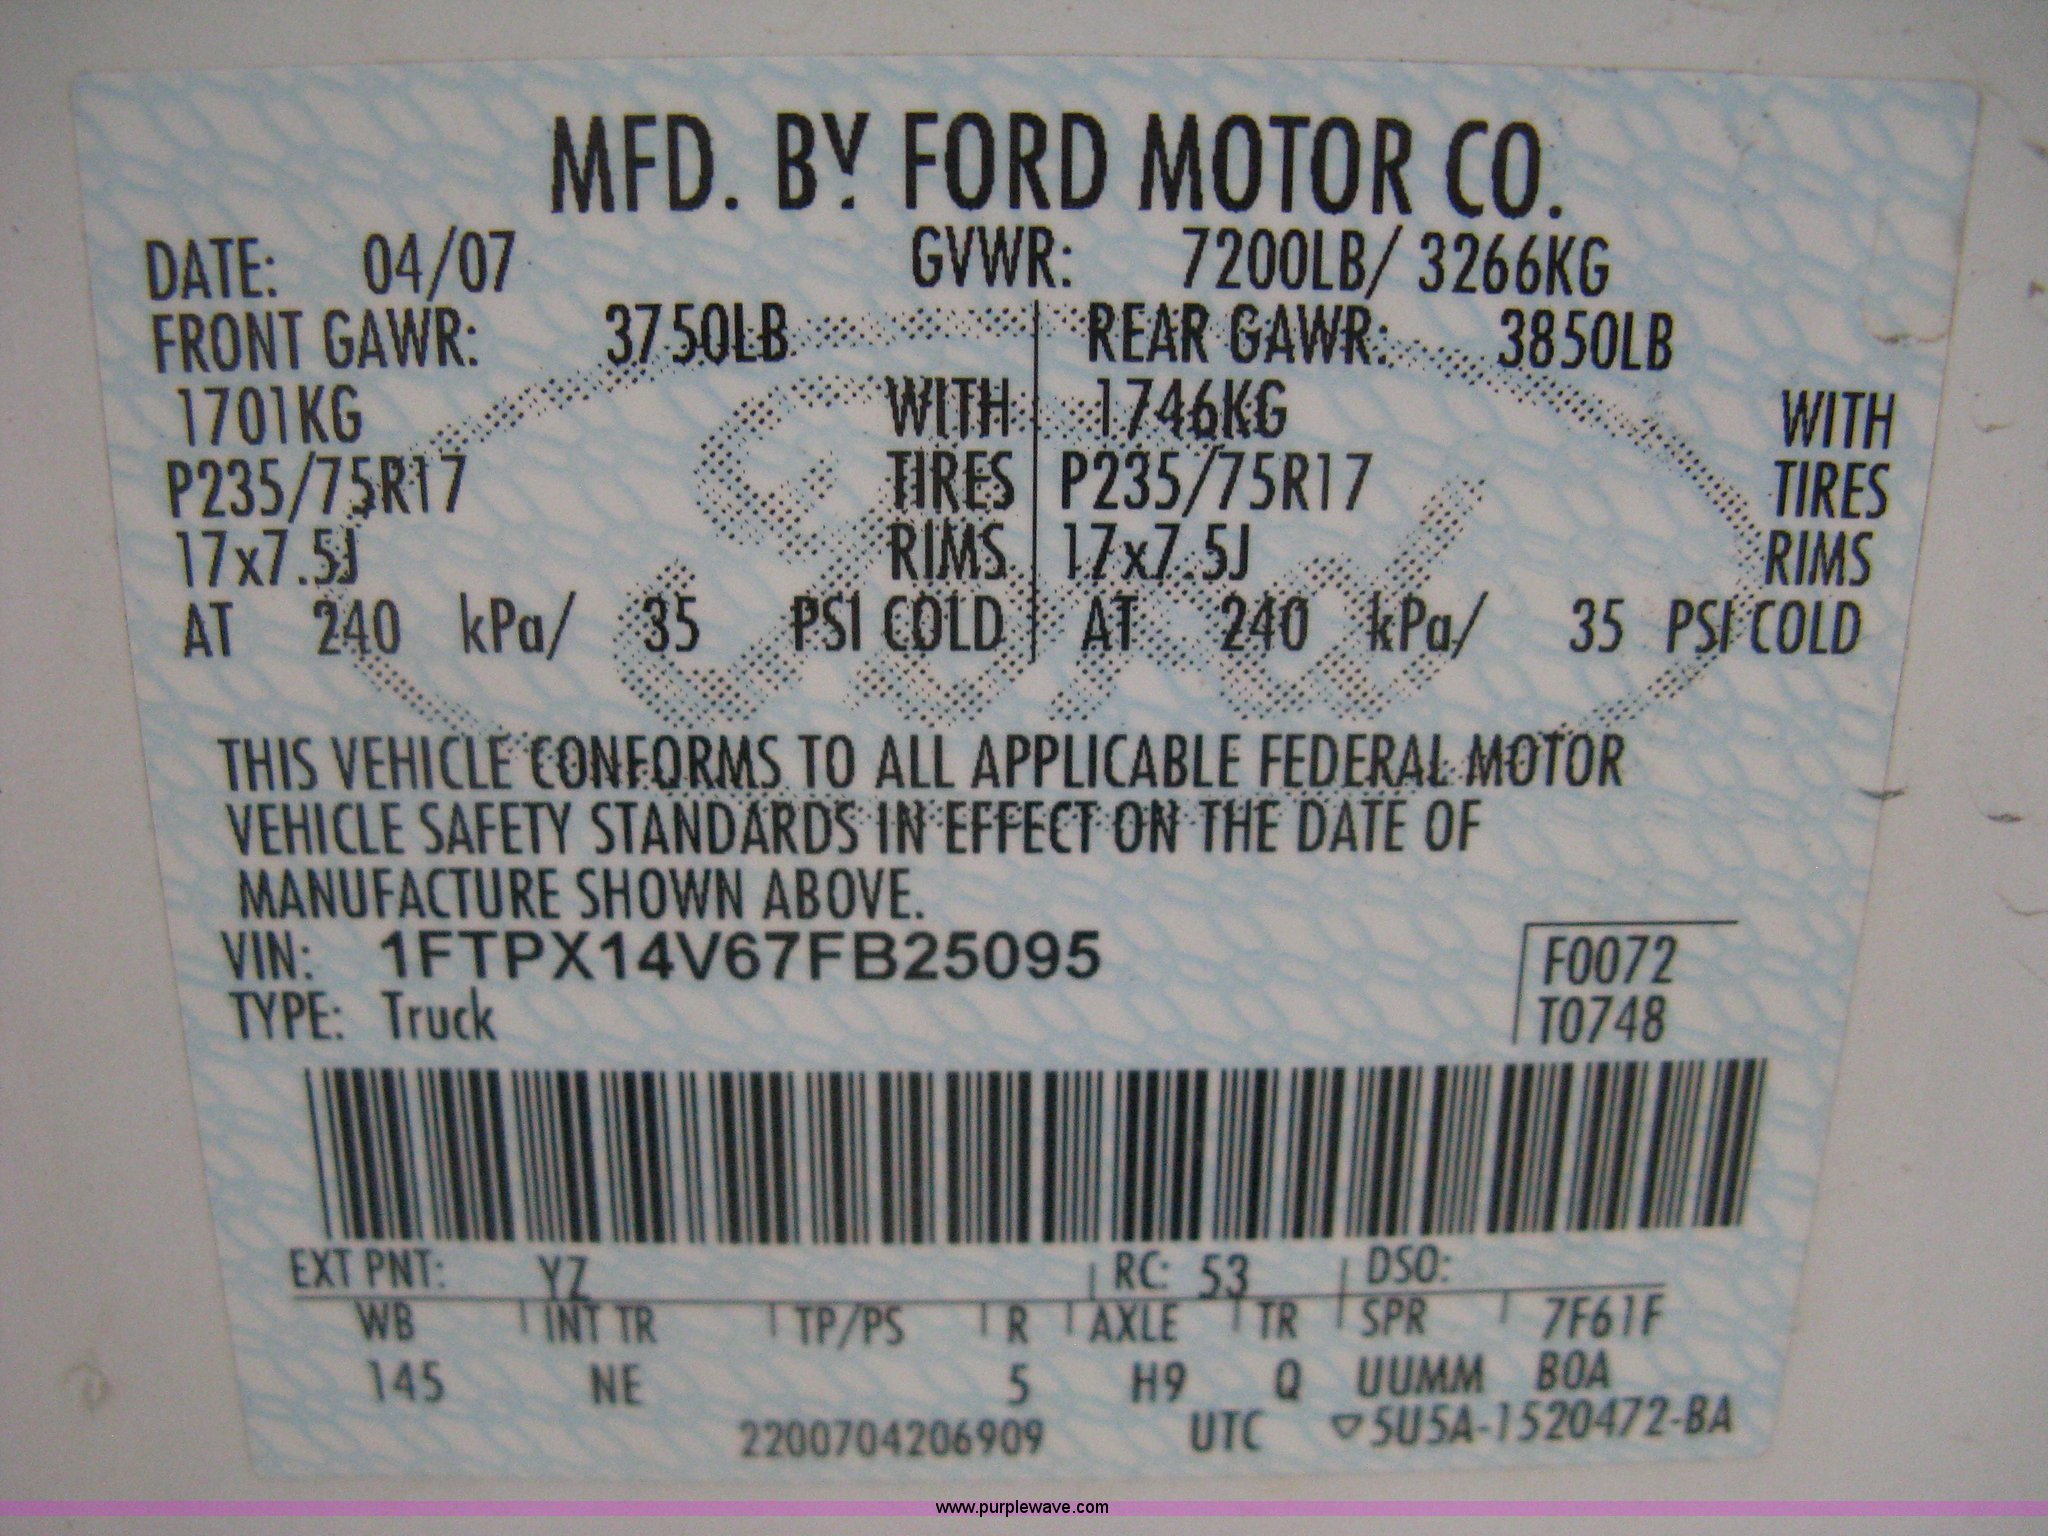 MFD. BY FORD MOTOR CO.
DATE: 04/07 GVWR: 7200LB/ 3266KG
FRONT GAWR: 3750LB REAR GAWR: 3850LB
1701KG WITH 1746KG WITH
P235/75R17 TIRES P235/75R17 TIRES
17x7.5J RIMS 17x7.5J RIMS
AT 240 kPa/ 35 PSI COLD AT 240 kPa/ 35 PSI COLD
Ford
THIS VEHICLE CONFORMS TO ALL APPLICABLE FEDERAL MOTOR
VEHICLE SAFETY STANDARDS IN EFFECT ON THE DATE OF
MANUFACTURE SHOWN ABOVE.
VIN: 1FTPX14V67FB25095 F0072
TYPE: Truck T0748
EXT PNT: YZ RC: 53 DSO:
WB INT TR TP/PS R AXLE TR SPR 7F61F
145 NE 5 H9 Q UUMM BOA
2200704206909 UTC 5U5A-1520472-BA
www.purplewave.com